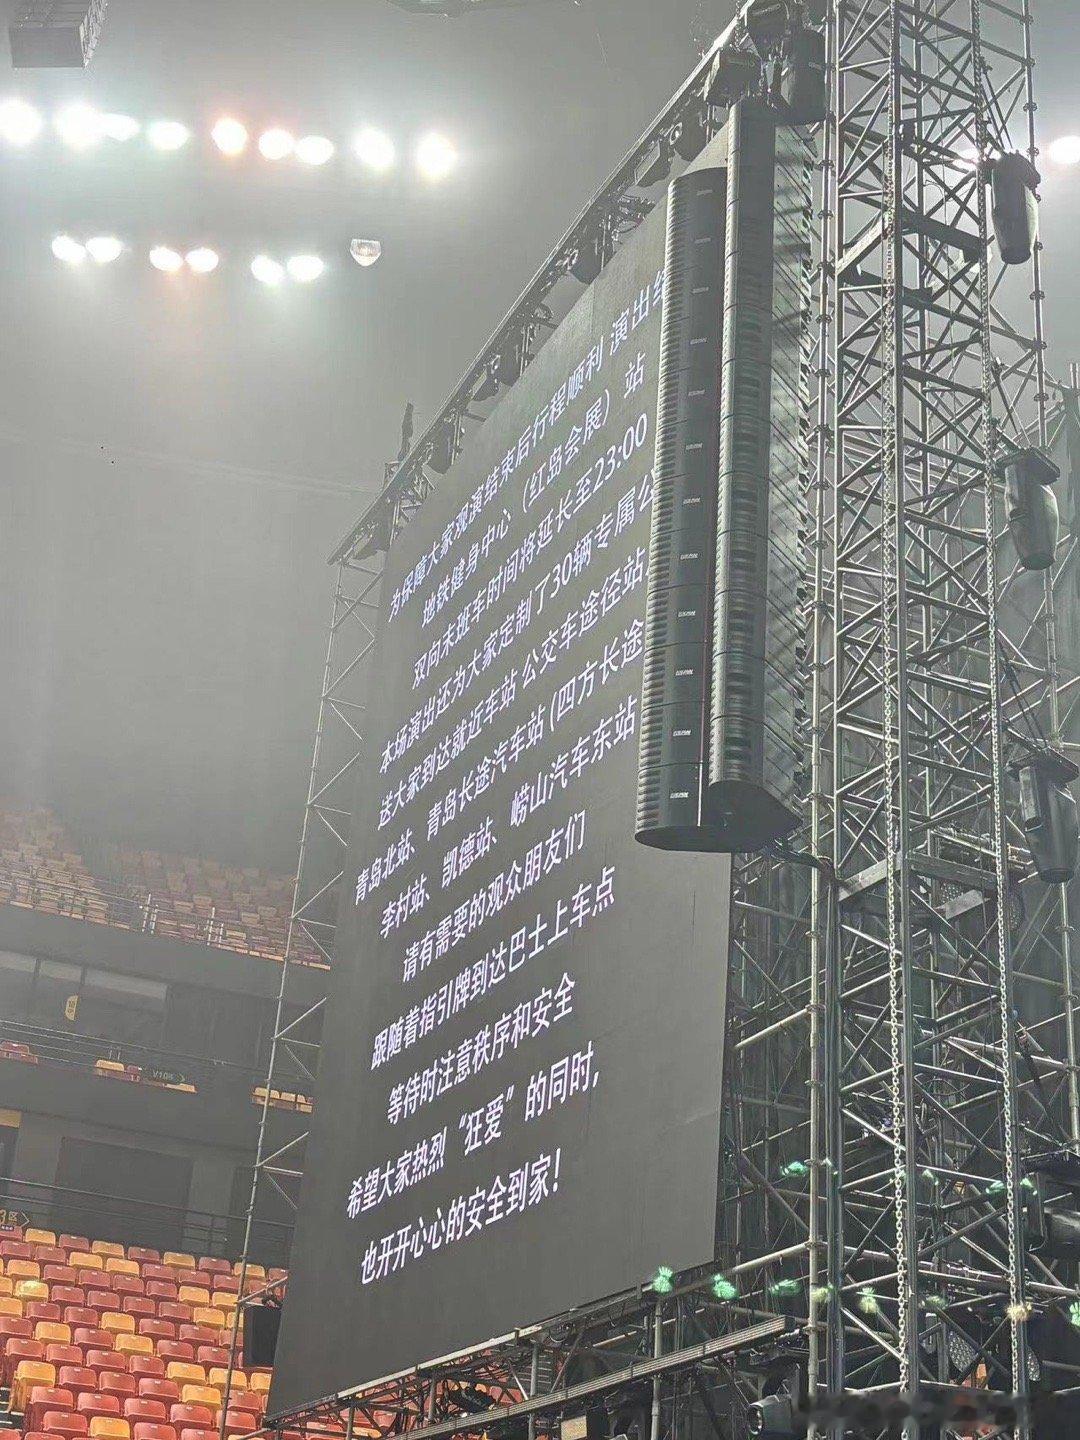 为保障大家观演结束后行程顺利 演出结
地铁健身中心（红岛会展）站
双向末班车时间将延长至23:00
本场演出还为大家定制了30辆专属公
送大家到达就近车站 公交车途径站
青岛北站、青岛长途汽车站(四方长途
李村站、凯德站、崂山汽车东站
请有需要的观众朋友们
跟随着指引牌到达巴士上车点
等待时注意秩序和安全
希望大家热烈“狂爱”的同时,
也开开心心的安全到家！